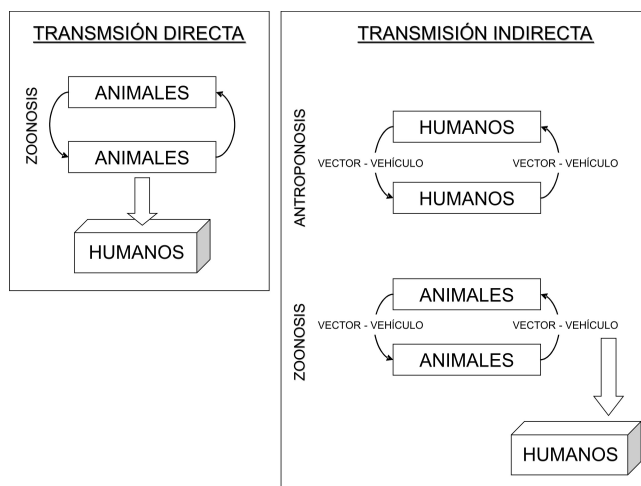 TRANSMSIÓN DIRECTA
ZOONOSIS
ANIMALES
ANIMALES
HUMANOS
TRANSMISIÓN INDIRECTA
ANTROPONOSIS
HUMANOS
VECTOR - VEHÍCULO
VECTOR - VEHÍCULO
HUMANOS
ZOONOSIS
ANIMALES
VECTOR - VEHÍCULO
VECTOR - VEHÍCULO
ANIMALES
HUMANOS